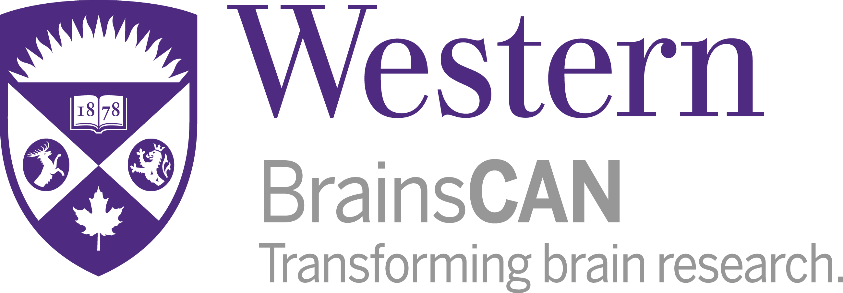 Western
1878
BrainsCAN
Transforming brain research.